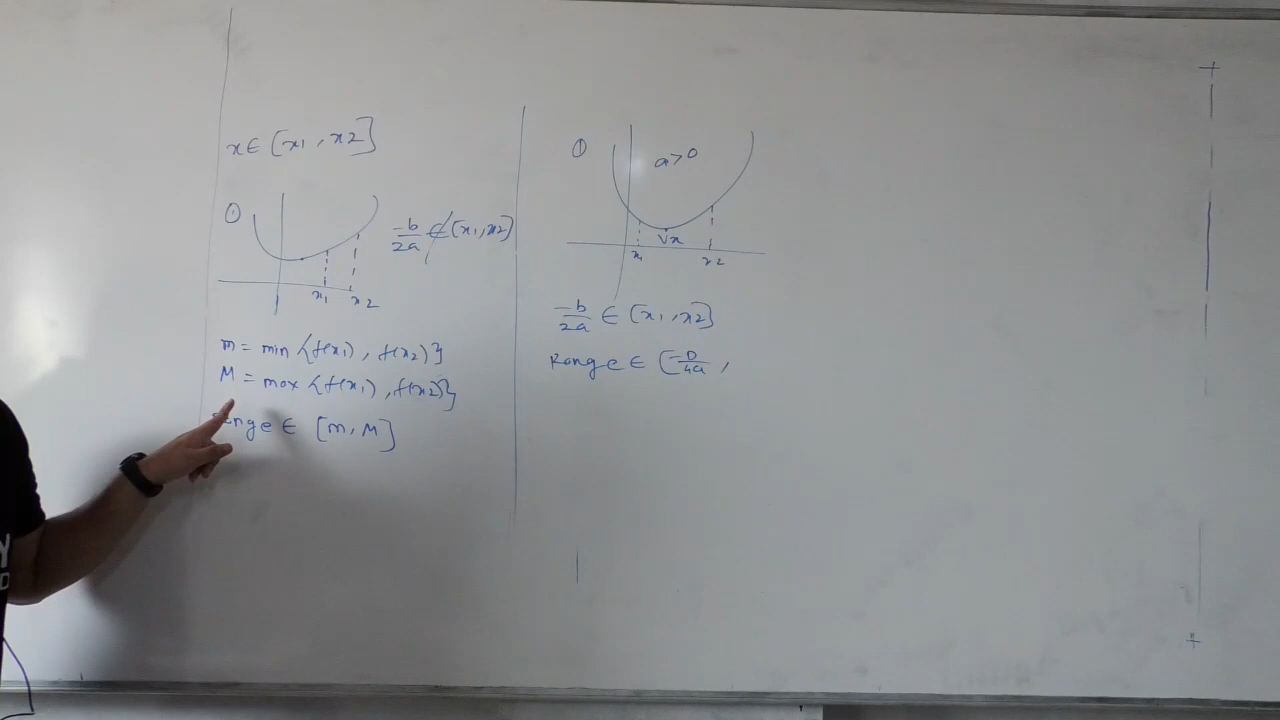 x ∈ [x1 , x2]
①
-b/2a ∉ [x1, x2]
x1 x2
m = min {f(x1) , f(x2)}
M = max {f(x1) , f(x2)}
∈ [m, M]
①
a>0
x1 Vx x2
-b/2a ∈ [x1 , x2]
Range ∈ [-D/4a ,